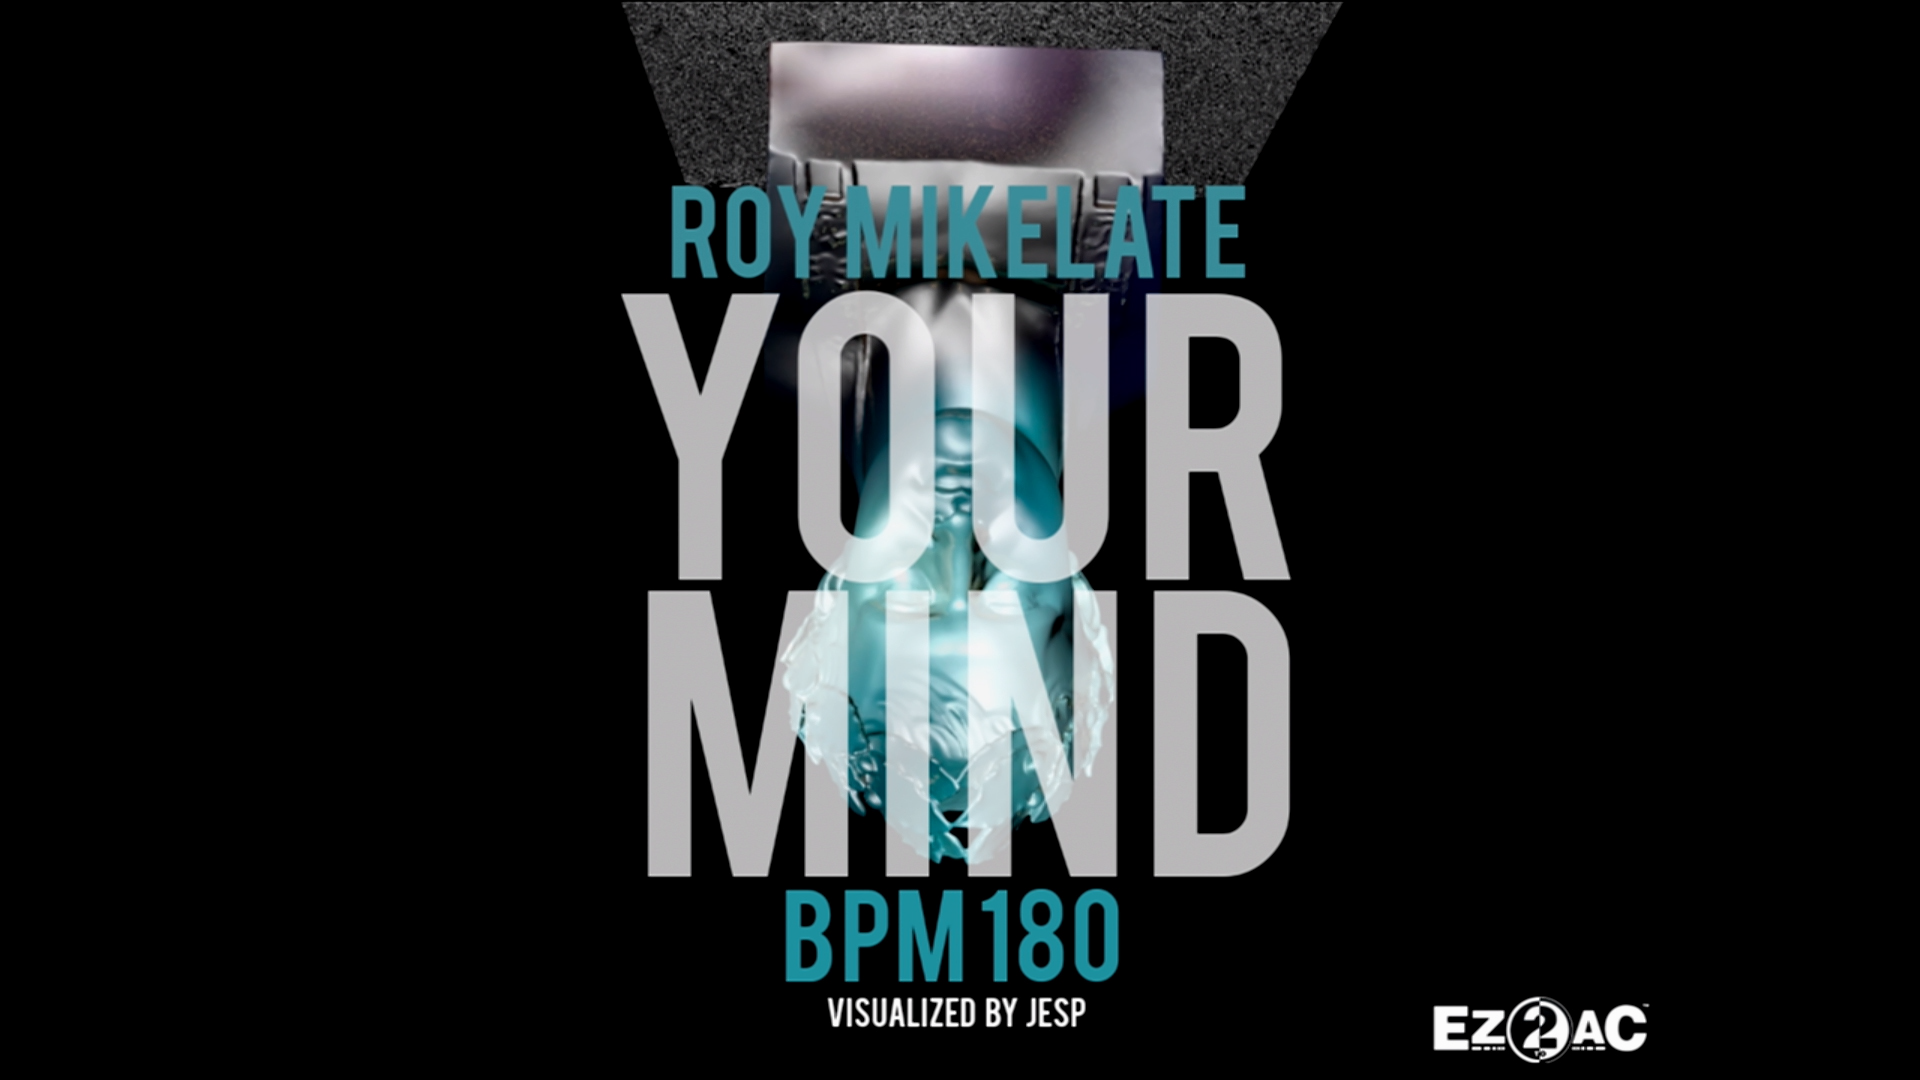 ROY MIKELATE
YOUR
MIND
BPM 180
VISUALIZED BY JESP
EZ2AC